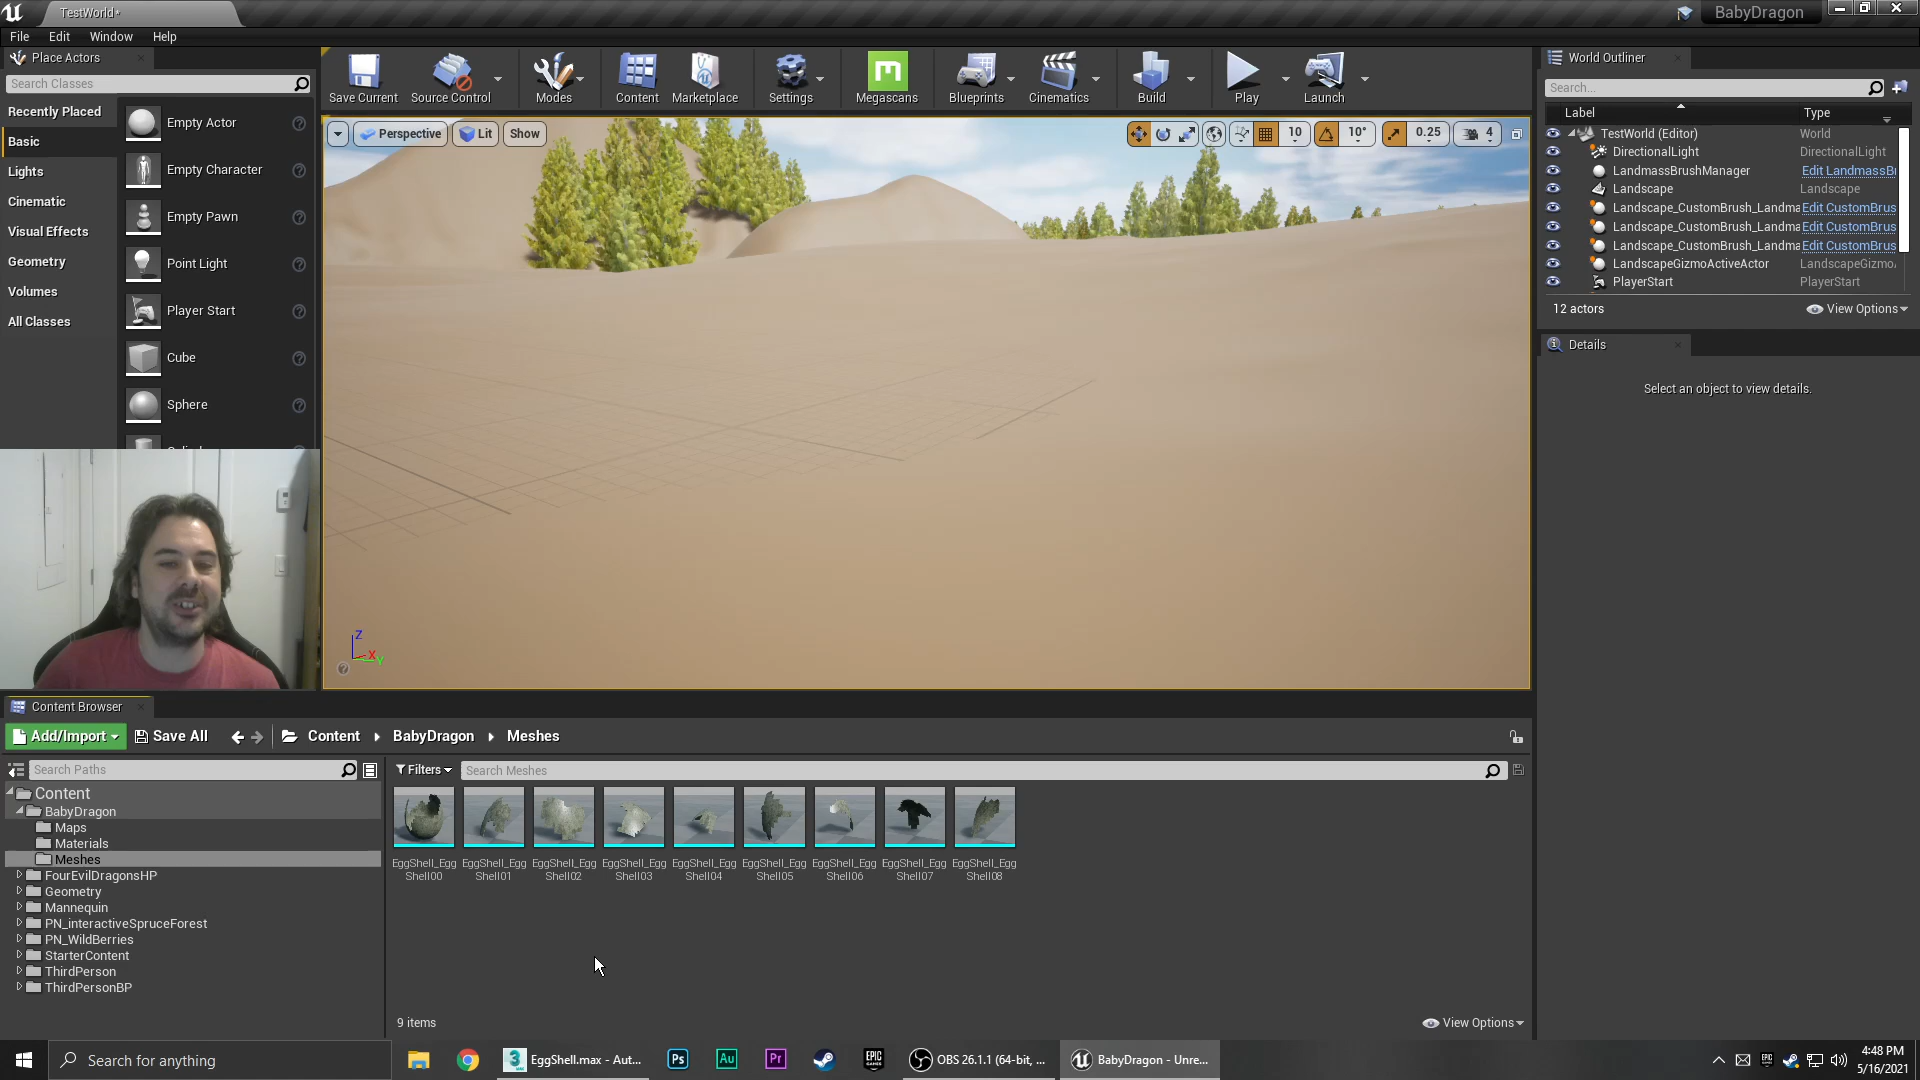 TestWorld*
BabyDragon
File Edit Window Help
Place Actors
Search Classes
Recently Placed
Basic
Lights
Cinematic
Visual Effects
Geometry
Volumes
All Classes
Empty Actor
Empty Character
Empty Pawn
Point Light
Player Start
Cube
Sphere
Save Current Source Control Modes Content Marketplace Settings Megascans Blueprints Cinematics Build Play Launch
Perspective Lit Show
10 10° 0.25 4
Z
X
Y
World Outliner
Search...
Label Type
TestWorld (Editor) World
DirectionalLight DirectionalLight
LandmassBrushManager Edit LandmassBr
Landscape Landscape
Landscape_CustomBrush_Landma Edit CustomBrus
Landscape_CustomBrush_Landma Edit CustomBrus
Landscape_CustomBrush_Landma Edit CustomBrus
LandscapeGizmoActiveActor LandscapeGizmo
PlayerStart PlayerStart
12 actors View Options
Details
Select an object to view details.
Content Browser
Add/Import Save All Content BabyDragon Meshes
Search Paths
Filters Search Meshes
Content
BabyDragon
Maps
Materials
Meshes
FourEvilDragonsHP
Geometry
Mannequin
PN_interactiveSpruceForest
PN_WildBerries
StarterContent
ThirdPerson
ThirdPersonBP
EggShell_Egg EggShell_Egg EggShell_Egg EggShell_Egg EggShell_Egg EggShell_Egg EggShell_Egg EggShell_Egg EggShell_Egg
Shell00 Shell01 Shell02 Shell03 Shell04 Shell05 Shell06 Shell07 Shell08
9 items View Options
Search for anything
3 EggShell.max - Aut...
Ps
Au
Pr
EPIC
OBS 26.1.1 (64-bit, ...
BabyDragon - Unre...
4:48 PM
5/16/2021